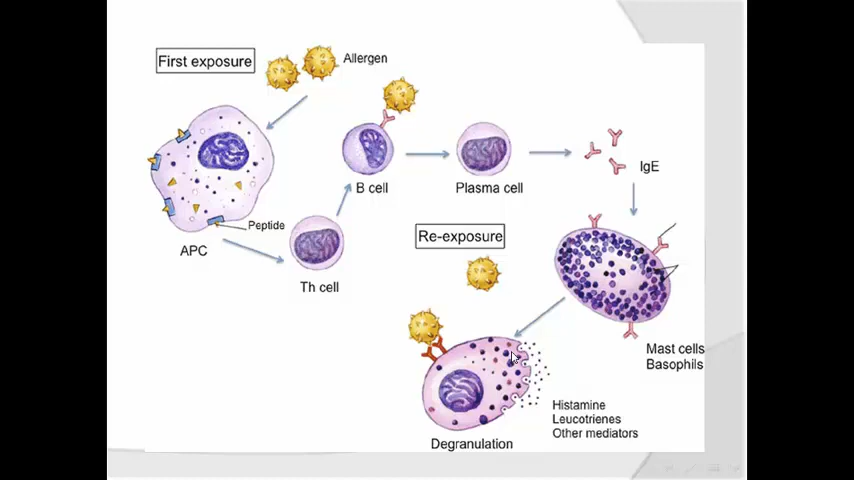 First exposure
Allergen
B cell
Plasma cell
IgE
Peptide
APC
Th cell
Re-exposure
Mast cells
Basophils
Histamine
Leucotrienes
Other mediators
Degranulation